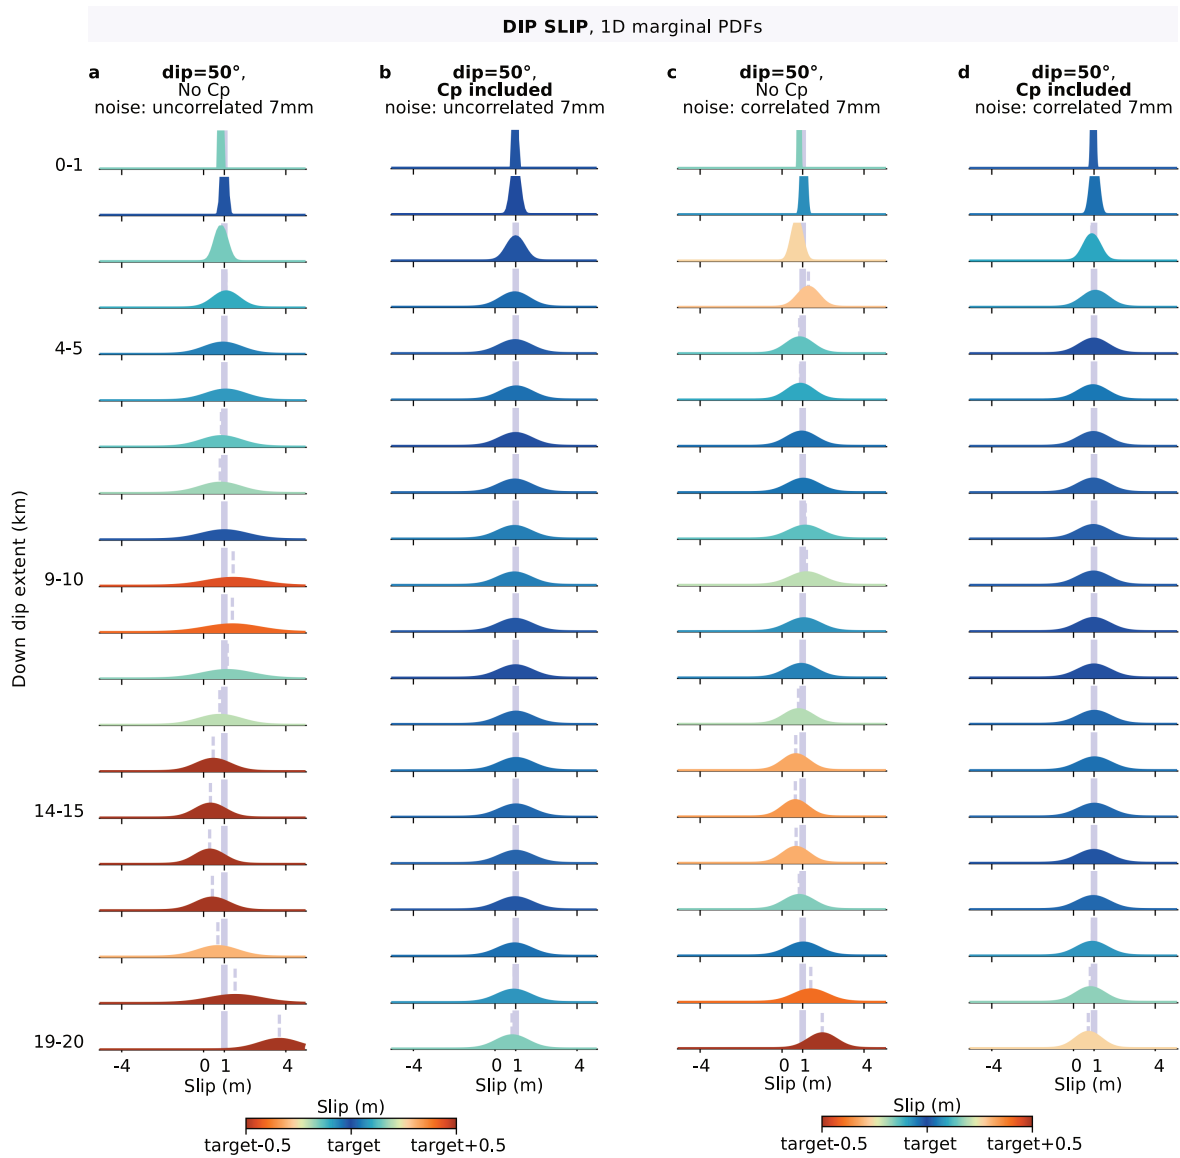 DIP SLIP, 1D marginal PDFs
a
dip=50°,
No Cp
noise: uncorrelated 7mm
b
dip=50°,
Cp included
noise: uncorrelated 7mm
c
dip=50°,
No Cp
noise: correlated 7mm
d
dip=50°,
Cp included
noise: correlated 7mm
Down dip extent (km)
0-1
4-5
9-10
14-15
19-20
-4 0 1 4
Slip (m)
-4 0 1 4
Slip (m)
-4 0 1 4
Slip (m)
-4 0 1 4
Slip (m)
Slip (m)
target-0.5 target target+0.5
Slip (m)
target-0.5 target target+0.5